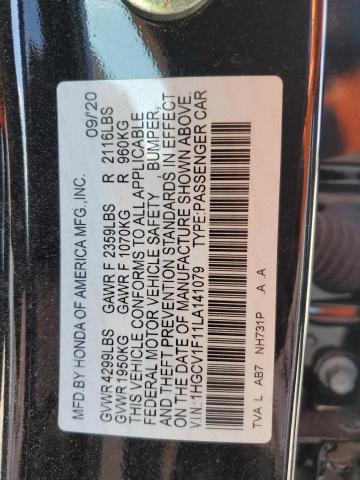 MFD BY HONDA OF AMERICA MFG.,INC. 09/20
GVWR 4299LBS GAWR F 2359LBS R 2116LBS
GVWR 1950KG GAWR F 1070KG R 960KG
THIS VEHICLE CONFORMS TO ALL APPLICABLE
FEDERAL MOTOR VEHICLE SAFETY , BUMPER,
AND THEFT PREVENTION STANDARDS IN EFFECT
ON THE DATE OF MANUFACTURE SHOWN ABOVE.
V.I.N.:1HGCV1F11LA141079 TYPE:PASSENGER CAR
TVA L AB7 NH731P .A .A